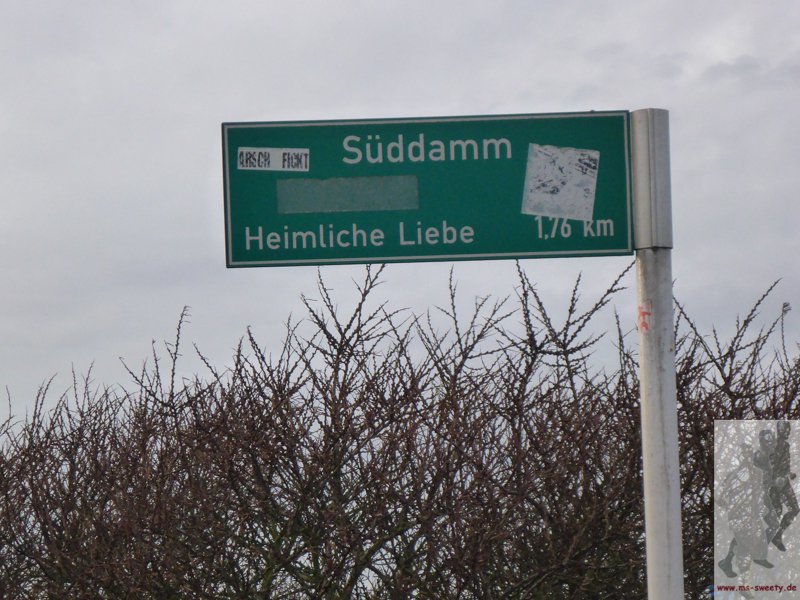 Süddamm
ARSCH FICKT
Heimliche Liebe
1,76 km
www.ms-sweety.de